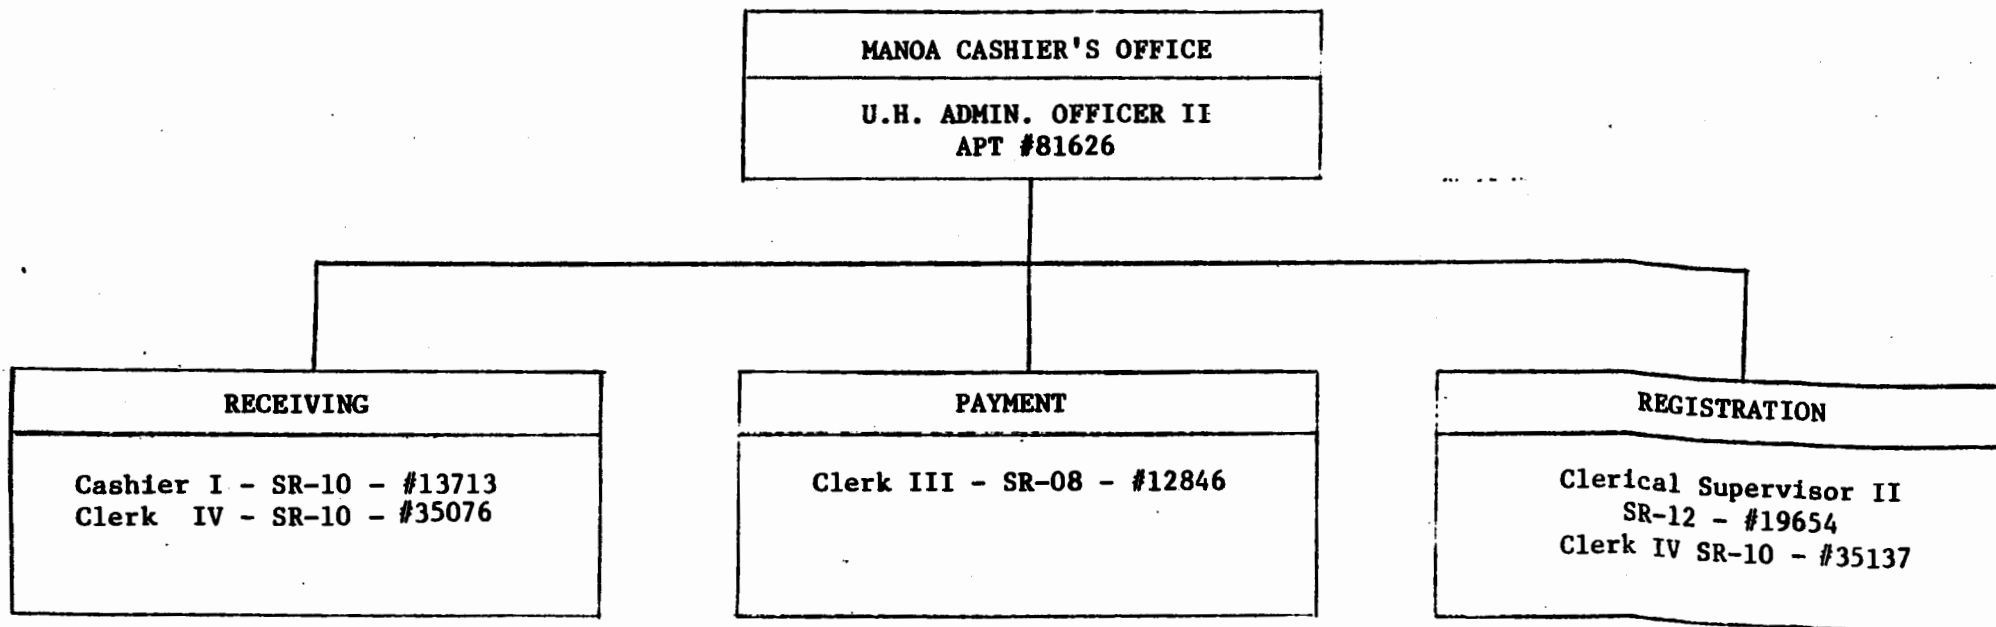 MANOA CASHIER'S OFFICE
U.H. ADMIN. OFFICER II
APT #81626
RECEIVING
Cashier I - SR-10 - #13713
Clerk  IV - SR-10 - #35076
PAYMENT
Clerk III - SR-08 - #12846
REGISTRATION
Clerical Supervisor II
SR-12 - #19654
Clerk IV SR-10 - #35137